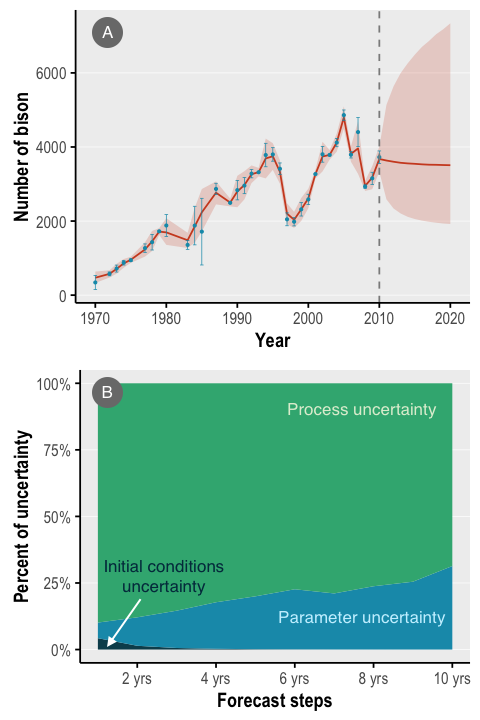 A
Number of bison
6000
4000
2000
0
1970
1980
1990
2000
2010
2020
Year
B
Percent of uncertainty
100%
75%
50%
25%
0%
Process uncertainty
Initial conditions
uncertainty
Parameter uncertainty
2 yrs
4 yrs
6 yrs
8 yrs
10 yrs
Forecast steps